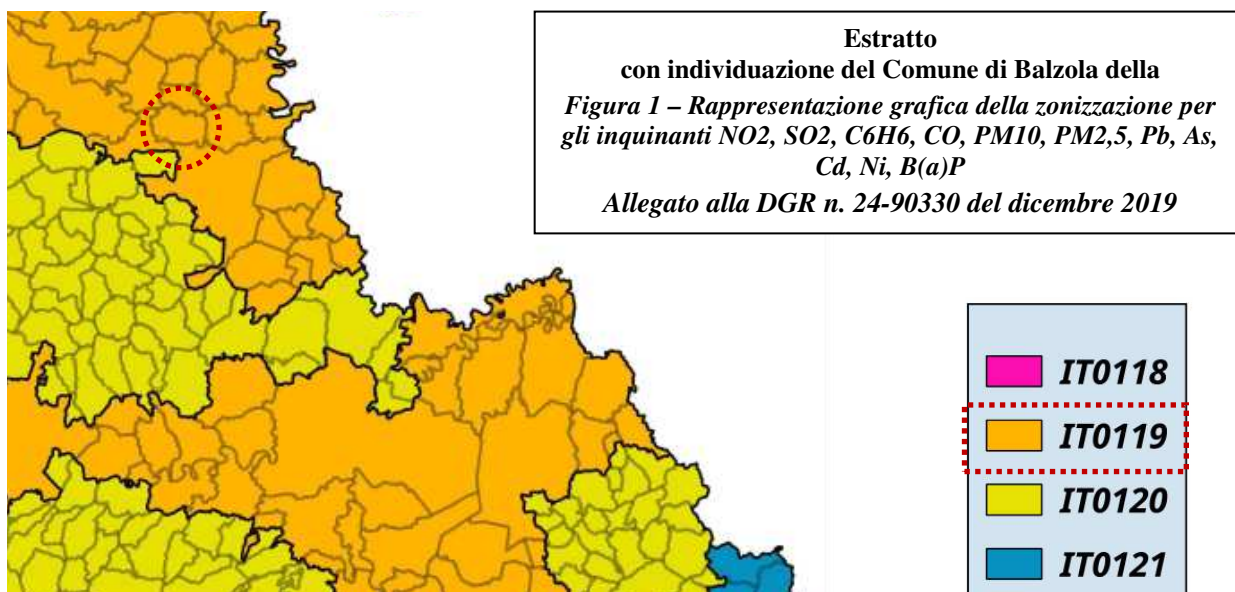 Estratto
con individuazione del Comune di Balzola della
Figura 1 – Rappresentazione grafica della zonizzazione per
gli inquinanti NO2, SO2, C6H6, CO, PM10, PM2,5, Pb, As,
Cd, Ni, B(a)P
Allegato alla DGR n. 24-90330 del dicembre 2019
IT0118
IT0119
IT0120
IT0121